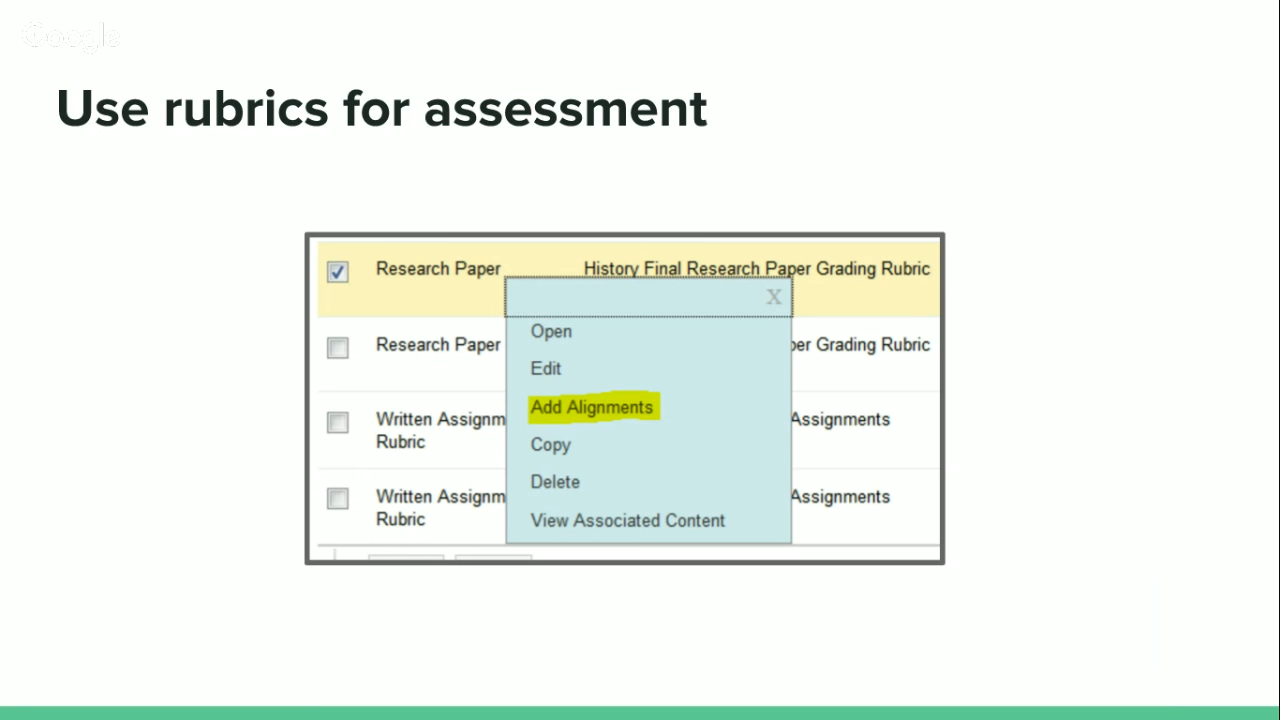 Google
Use rubrics for assessment
Research Paper History Final Research Paper Grading Rubric
X
Open
Research Paper per Grading Rubric
Edit
Add Alignments
Written Assignm Assignments
Rubric
Copy
Delete
Written Assignm Assignments
Rubric
View Associated Content